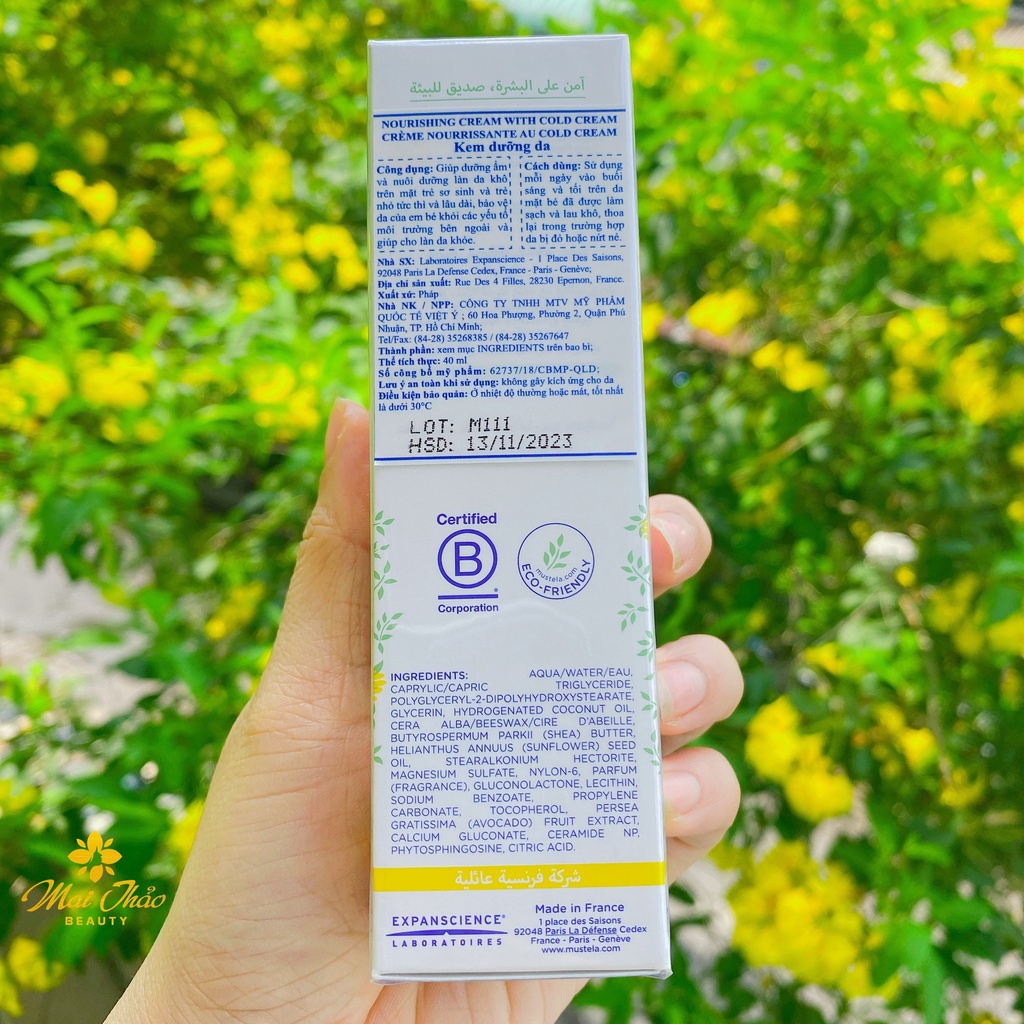 آمن على البشرة، صديق للبيئة
NOURISHING CREAM WITH COLD CREAM
CRÈME NOURRISSANTE AU COLD CREAM
Kem dưỡng da
Công dụng: Giúp dưỡng ẩm
và nuôi dưỡng làn da khô
trên mặt trẻ sơ sinh và trẻ
nhỏ tức thì và lâu dài, bảo vệ
da của em bé khỏi các yếu tố
môi trường bên ngoài và
giúp cho làn da khỏe.
Cách dùng: Sử dụng
mỗi ngày vào buổi
sáng và tối trên da
mặt bé đã được làm
sạch và lau khô, thoa
lại trong trường hợp
da bị đỏ hoặc nứt nẻ.
Nhà SX: Laboratoires Expanscience - 1 Place Des Saisons,
92048 Paris La Defense Cedex, France - Paris - Genève;
Địa chỉ sản xuất: Rue Des 4 Filles, 28230 Epernon, France.
Xuất xứ: Pháp
Nhà NK / NPP: CÔNG TY TNHH MTV MỸ PHẨM
QUỐC TẾ VIỆT Ý ; 60 Hoa Phượng, Phường 2, Quận Phú
Nhuận, TP. Hồ Chí Minh;
Tel/Fax: (84-28) 35268385 / (84-28) 35267647
Thành phần: xem mục INGREDIENTS trên bao bì;
Thể tích thực: 40 ml
Số công bố mỹ phẩm: 62737/18/CBMP-QLD;
Lưu ý an toàn khi sử dụng: không gây kích ứng cho da
Điều kiện bảo quản: Ở nhiệt độ thường hoặc mát, tốt nhất
là dưới 30°C
LOT: M111
HSD: 13/11/2023
Certified
B
Corporation
mustela.com
ECO-FRIENDLY
INGREDIENTS: AQUA/WATER/EAU,
CAPRYLIC/CAPRIC TRIGLYCERIDE,
POLYGLYCERYL-2-DIPOLYHYDROXYSTEARATE,
GLYCERIN, HYDROGENATED COCONUT OIL,
CERA ALBA/BEESWAX/CIRE D'ABEILLE,
BUTYROSPERMUM PARKII (SHEA) BUTTER,
HELIANTHUS ANNUUS (SUNFLOWER) SEED
OIL, STEARALKONIUM HECTORITE,
MAGNESIUM SULFATE, NYLON-6, PARFUM
(FRAGRANCE), GLUCONOLACTONE, LECITHIN,
SODIUM BENZOATE, PROPYLENE
CARBONATE, TOCOPHEROL, PERSEA
GRATISSIMA (AVOCADO) FRUIT EXTRACT,
CALCIUM GLUCONATE, CERAMIDE NP,
PHYTOSPHINGOSINE, CITRIC ACID.
شركة فرنسية عائلية
EXPANSCIENCE®
LABORATOIRES
Made in France
1 place des Saisons
92048 Paris La Défense Cedex
France - Paris - Genève
www.mustela.com
Mai Thảo
BEAUTY